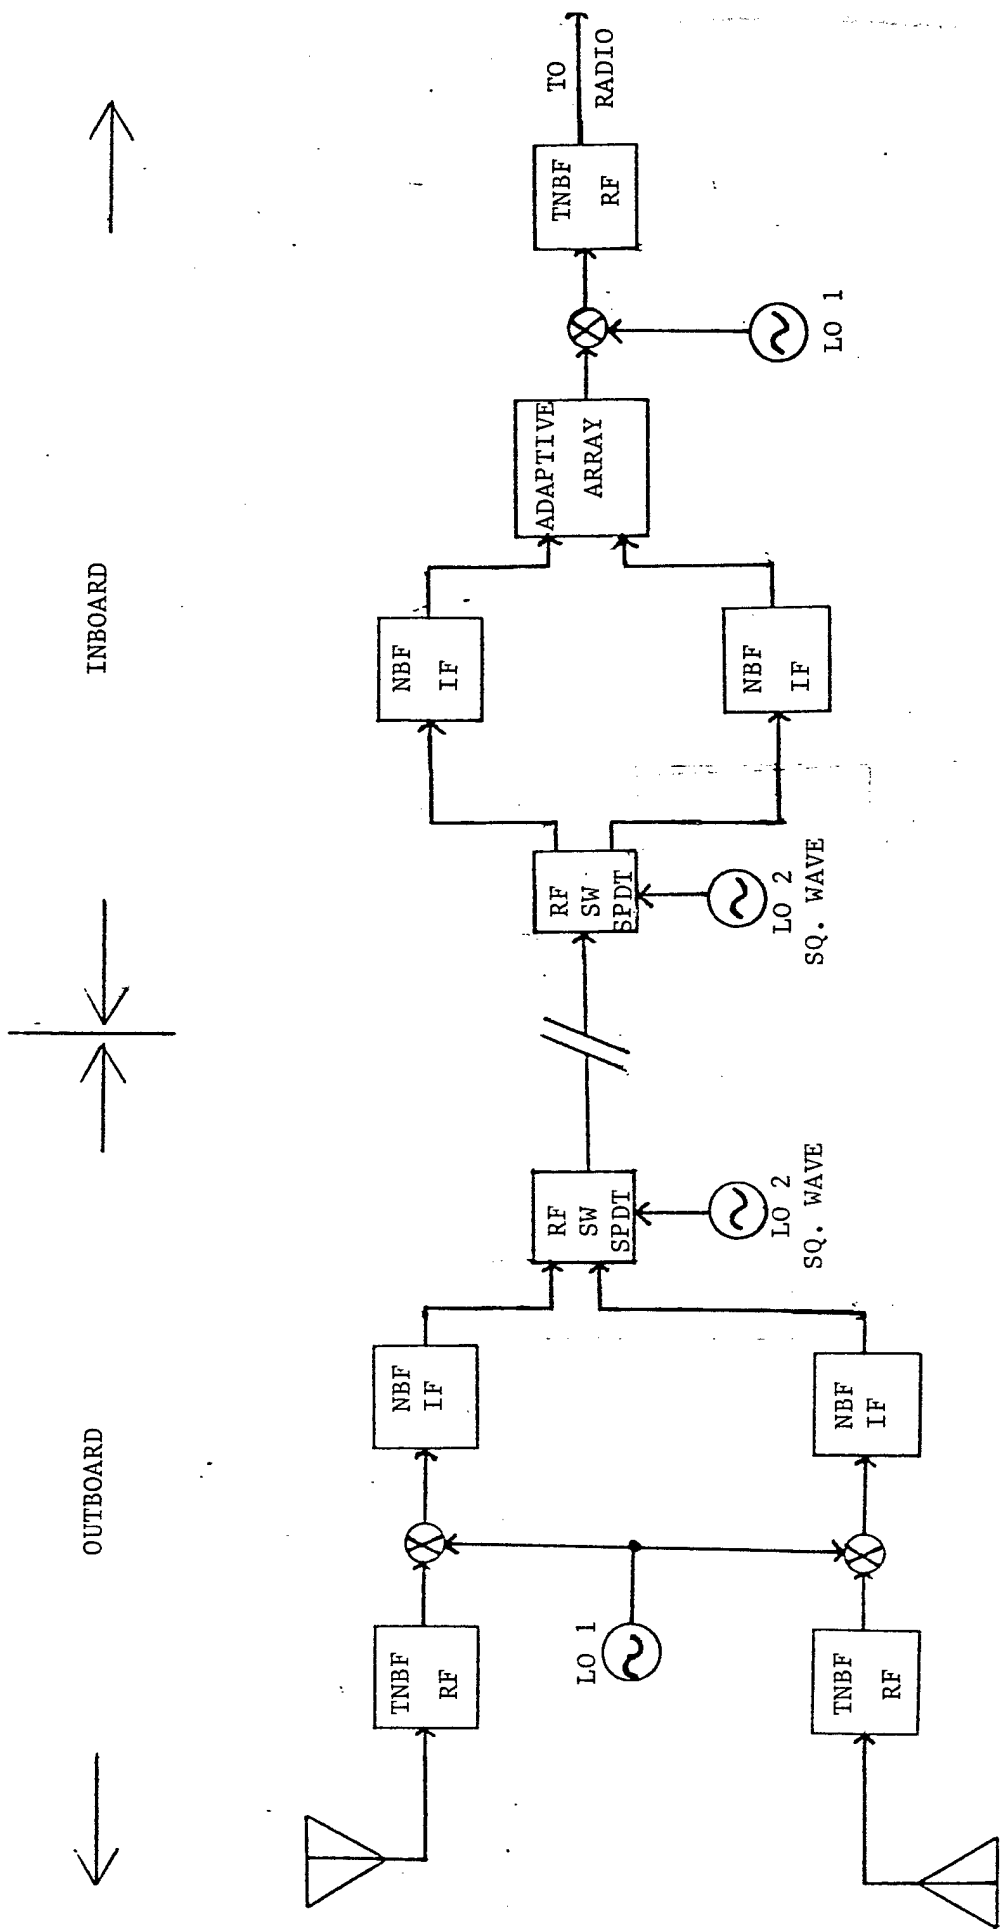 OUTBOARD
INBOARD
TNBF
RF
NBF
IF
TNBF
RF
NBF
IF
LO 1
RF
SW
SPDT
LO 2
SQ. WAVE
RF
SW
SPDT
LO 2
SQ. WAVE
NBF
IF
NBF
IF
ADAPTIVE
ARRAY
LO 1
TNBF
RF
TO
RADIO